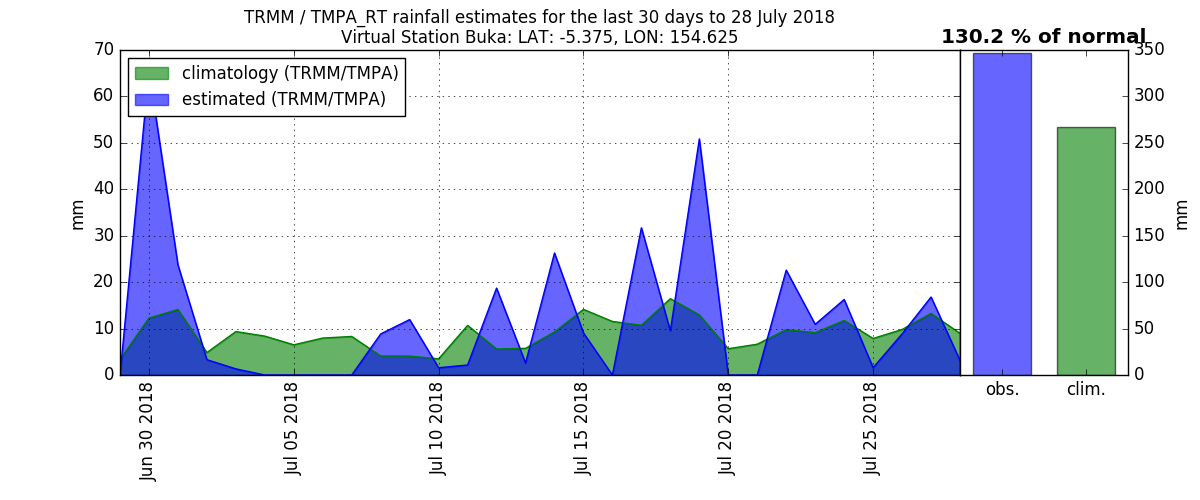 TRMM / TMPA_RT rainfall estimates for the last 30 days to 28 July 2018
Virtual Station Buka: LAT: -5.375, LON: 154.625
130.2 % of normal
climatology (TRMM/TMPA)
estimated (TRMM/TMPA)
70
60
50
40
30
20
10
0
mm
Jun 30 2018
Jul 05 2018
Jul 10 2018
Jul 15 2018
Jul 20 2018
Jul 25 2018
obs.
clim.
350
300
250
200
150
100
50
0
mm